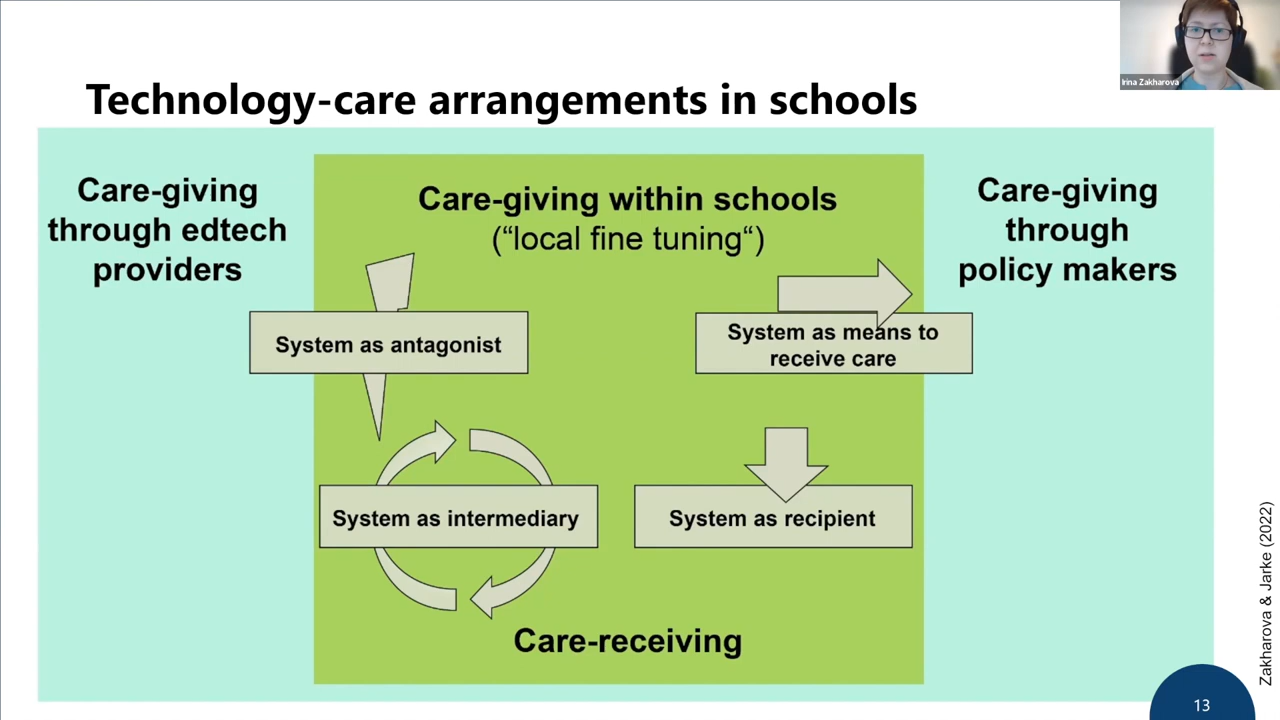 Irina Zakharova
Technology-care arrangements in schools
Care-giving
through edtech
providers
Care-giving within schools
(“local fine tuning“)
Care-giving
through
policy makers
System as antagonist
System as means to
receive care
System as intermediary
System as recipient
Care-receiving
Zakharova & Jarke (2022)
13